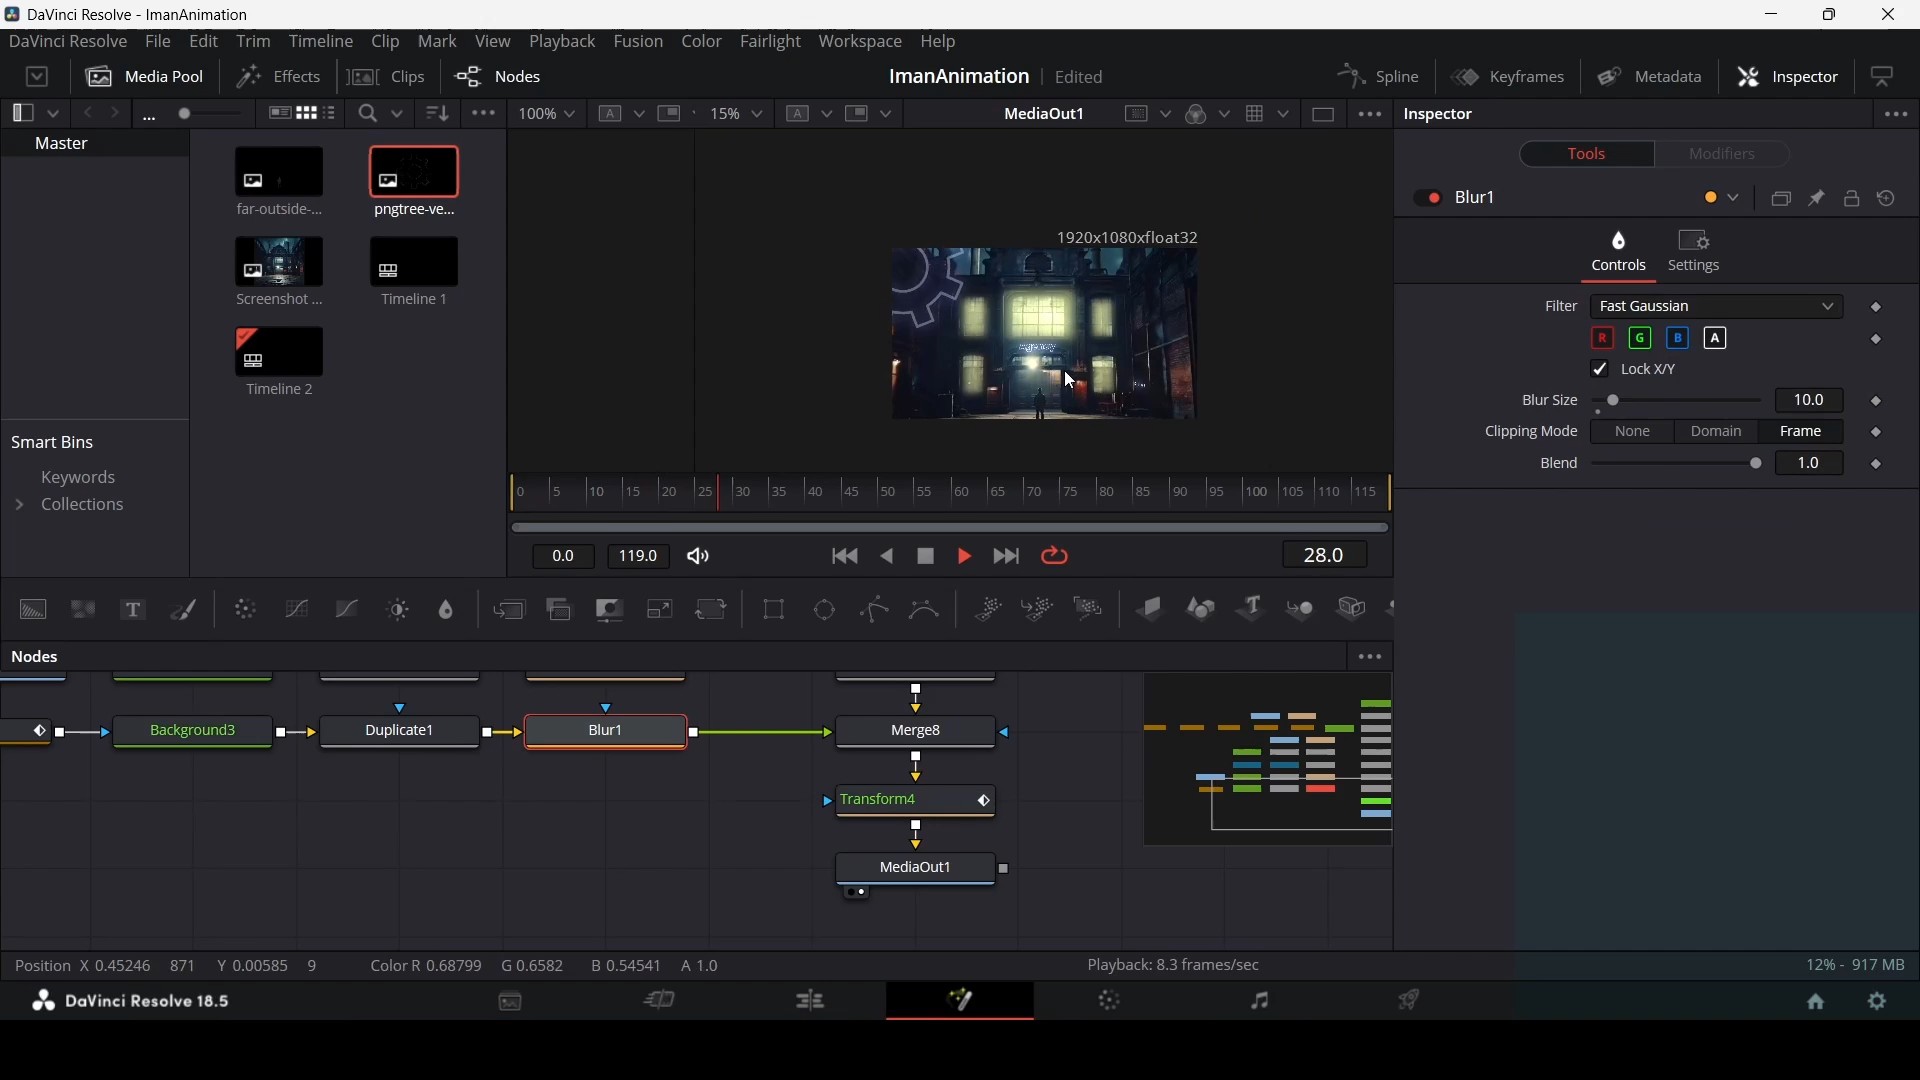 DaVinci Resolve - ImanAnimation
DaVinci Resolve File Edit Trim Timeline Clip Mark View Playback Fusion Color Fairlight Workspace Help
Media Pool Effects Clips Nodes ImanAnimation Edited Spline Keyframes Metadata Inspector
... 100% A 15% A MediaOut1 Inspector
Master
far-outside-...
pngtree-ve...
Screenshot ...
Timeline 1
Timeline 2
Smart Bins
Keywords
Collections
1920x1080xfloat32
0 5 10 15 20 25 30 35 40 45 50 55 60 65 70 75 80 85 90 95 100 105 110 115
0.0 119.0 28.0
Tools Modifiers
Blur1
Controls Settings
Filter Fast Gaussian
R G B A
Lock X/Y
Blur Size 10.0
Clipping Mode None Domain Frame
Blend 1.0
T T
Nodes
Background3 Duplicate1 Blur1 Merge8
Transform4
MediaOut1
Position X 0.45246 871 Y 0.00585 9 Color R 0.68799 G 0.6582 B 0.54541 A 1.0 Playback: 8.3 frames/sec 12% - 917 MB
DaVinci Resolve 18.5